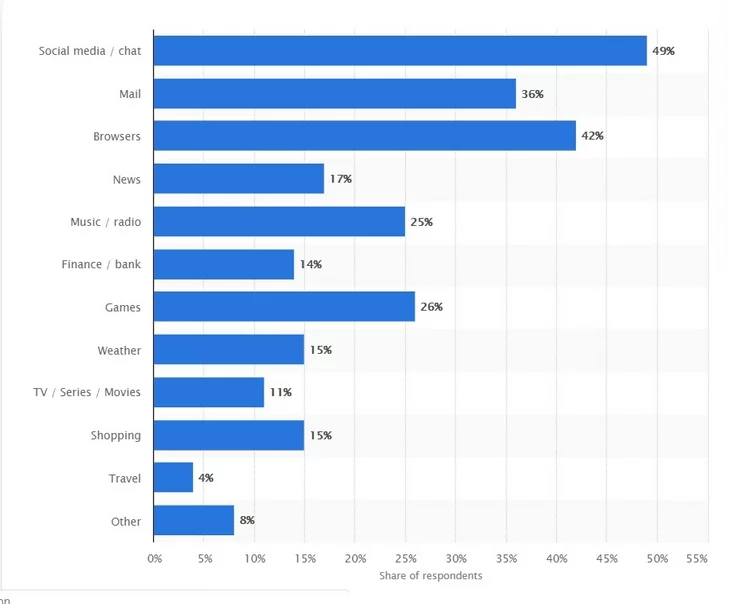 Social media / chat 49%
Mail 36%
Browsers 42%
News 17%
Music / radio 25%
Finance / bank 14%
Games 26%
Weather 15%
TV / Series / Movies 11%
Shopping 15%
Travel 4%
Other 8%
0% 5% 10% 15% 20% 25% 30% 35% 40% 45% 50% 55%
Share of respondents